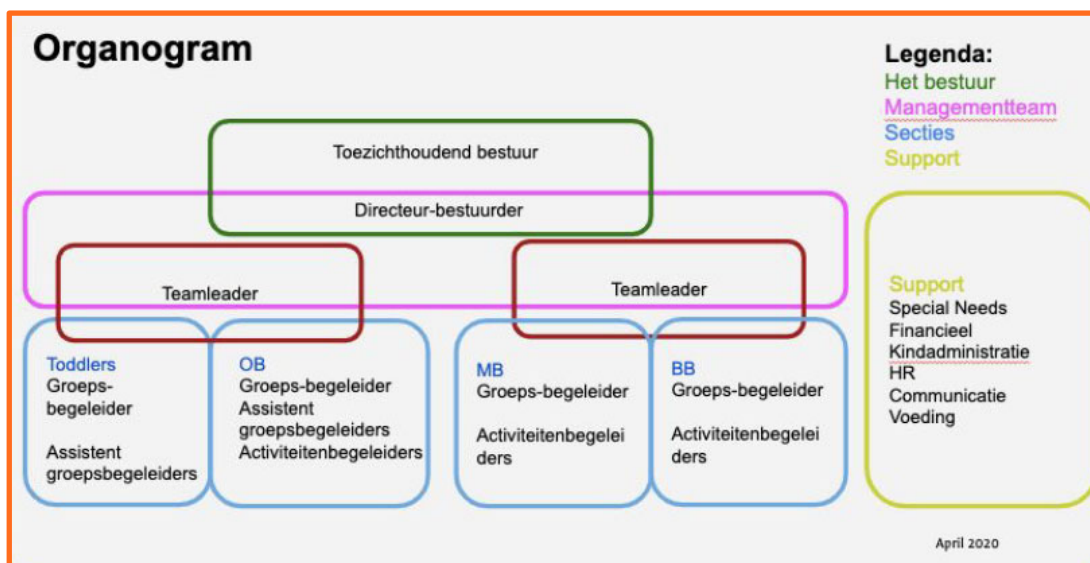 Organogram
Legenda:
Het bestuur
Managementteam
Secties
Support
Toezichthoudend bestuur
Directeur-bestuurder
Teamleader
Teamleader
Toddlers
Groeps-
begeleider
Assistent
groepsbegeleiders
OB
Groeps-begeleider
Assistent
groepsbegeleiders
Activiteitenbegeleiders
MB
Groeps-begeleider
Activiteitenbegelei
ders
BB
Groeps-begeleider
Activiteitenbegelei
ders
Support
Special Needs
Financieel
Kindadministratie
HR
Communicatie
Voeding
April 2020